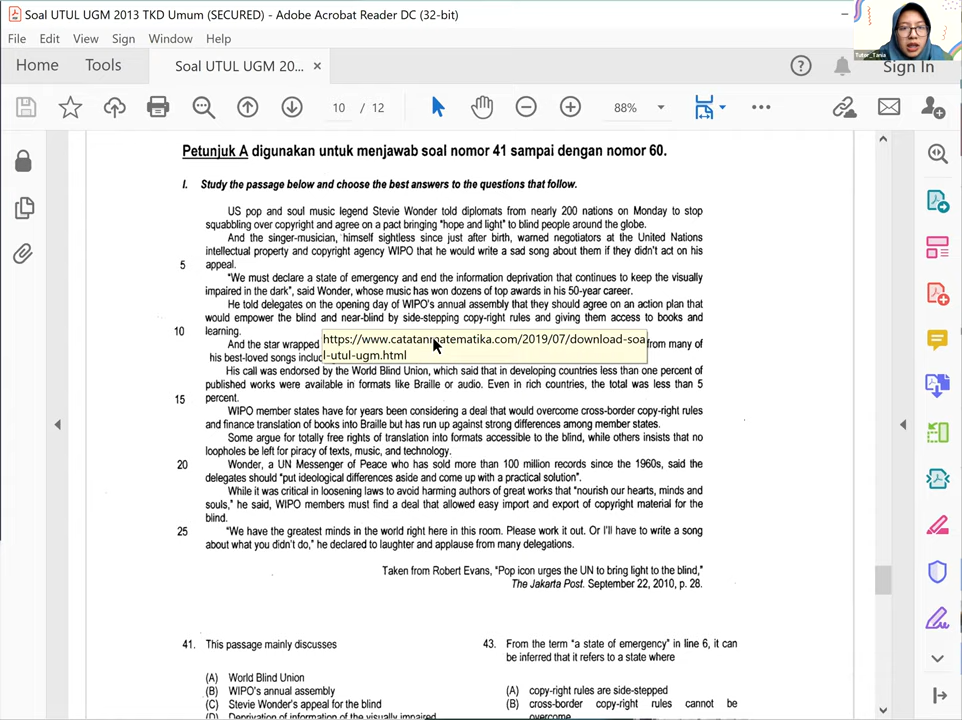 Soal UTUL UGM 2013 TKD Umum (SECURED) - Adobe Acrobat Reader DC (32-bit)
File Edit View Sign Window Help
Home Tools Soal UTUL UGM 20... × Sign In
10 / 12 88%
Tutor_Tania
Petunjuk A digunakan untuk menjawab soal nomor 41 sampai dengan nomor 60.
I. Study the passage below and choose the best answers to the questions that follow.
US pop and soul music legend Stevie Wonder told diplomats from nearly 200 nations on Monday to stop
squabbling over copyright and agree on a pact bringing “hope and light” to blind people around the globe.
And the singer-musician, himself sightless since just after birth, warned negotiators at the United Nations
intellectual property and copyright agency WIPO that he would write a sad song about them if they didn't act on his
5 appeal.
“We must declare a state of emergency and end the information deprivation that continues to keep the visually
impaired in the dark”, said Wonder, whose music has won dozens of top awards in his 50-year career.
He told delegates on the opening day of WIPO's annual assembly that they should agree on an action plan that
would empower the blind and near-blind by side-stepping copy-right rules and giving them access to books and
10 learning.
And the star wrapped from many of
his best-loved songs inclu
https://www.catatanmatematika.com/2019/07/download-soa
l-utul-ugm.html
His call was endorsed by the World Blind Union, which said that in developing countries less than one percent of
published works were available in formats like Braille or audio. Even in rich countries, the total was less than 5
15 percent.
WIPO member states have for years been considering a deal that would overcome cross-border copy-right rules
and finance translation of books into Braille but has run up against strong differences among member states.
Some argue for totally free rights of translation into formats accessible to the blind, while others insists that no
loopholes be left for piracy of texts, music, and technology.
20 Wonder, a UN Messenger of Peace who has sold more than 100 million records since the 1960s, said the
delegates should “put ideological differences aside and come up with a practical solution”.
While it was critical in loosening laws to avoid harming authors of great works that “nourish our hearts, minds and
souls,” he said, WIPO members must find a deal that allowed easy import and export of copyright material for the
blind.
25 “We have the greatest minds in the world right here in this room. Please work it out. Or I'll have to write a song
about what you didn't do,” he declared to laughter and applause from many delegations.
Taken from Robert Evans, “Pop icon urges the UN to bring light to the blind,”
The Jakarta Post. September 22, 2010, p. 28.
41. This passage mainly discusses
(A) World Blind Union
(B) WIPO's annual assembly
(C) Stevie Wonder's appeal for the blind
(D) Deprivation of information of the visually impaired
43. From the term “a state of emergency” in line 6, it can
be inferred that it refers to a state where
(A) copy-right rules are side-stepped
(B) cross-border copy-right rules cannot be
overcome